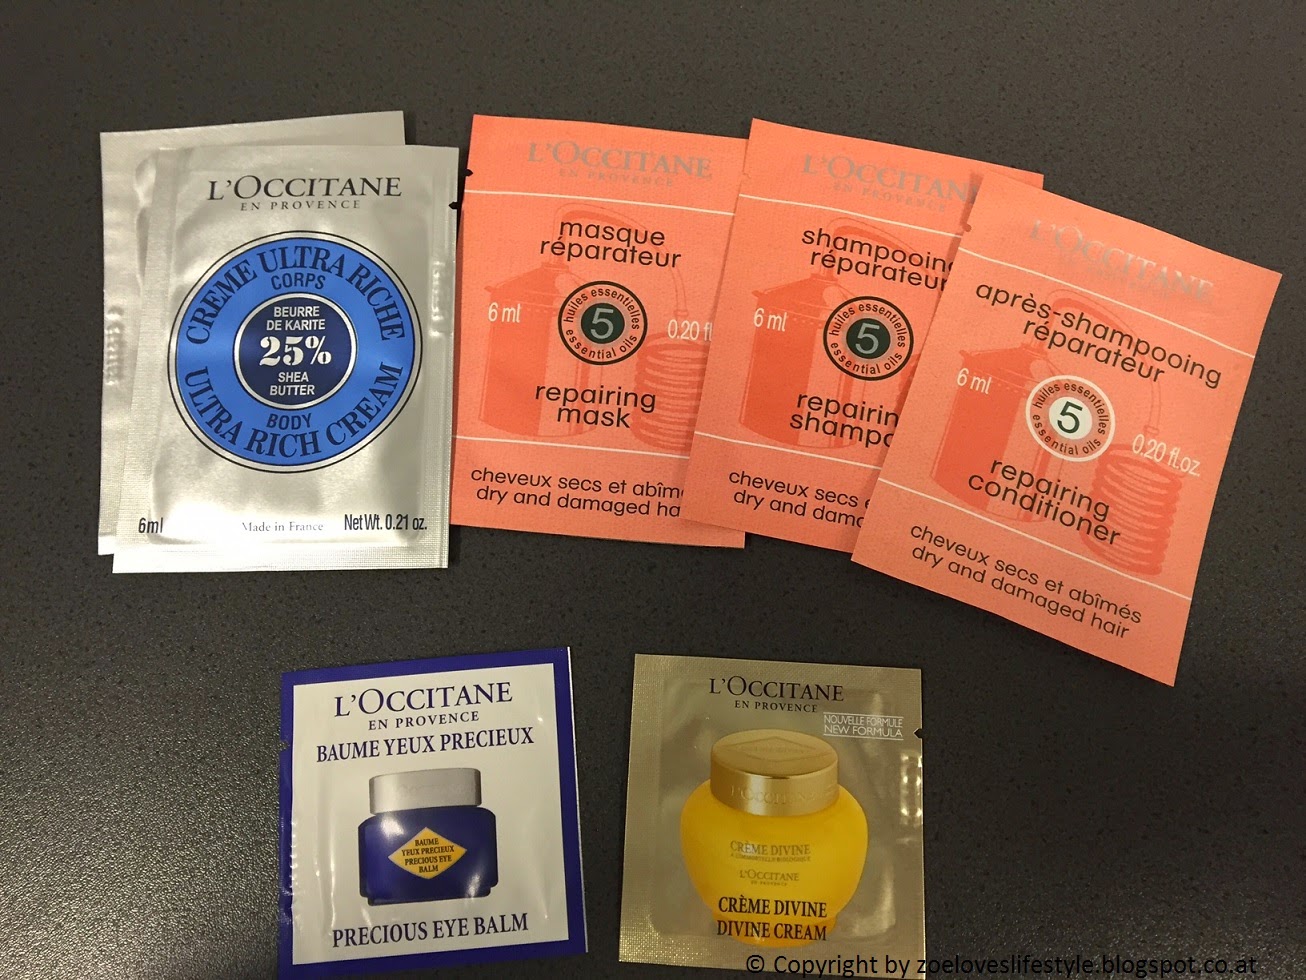 L'OCCITANE
EN PROVENCE
CREME ULTRA RICHE
CORPS
BEURRE
DE KARITE
25%
SHEA
BUTTER
BODY
ULTRA RICH CREAM
6ml
Made in France
Net Wt. 0.21 oz.
L'OCCITANE
EN PROVENCE
masque
réparateur
6 ml
huiles essentielles
5
essential oils
0.20 fl
repairing
mask
cheveux secs et abîm
dry and damaged ha
L'OCCITAN
EN PROVENCE
shampooing
réparateur
6 ml
huiles essentielles
5
essential oils
repairin
shampo
cheveux secs
dry and dama
L'OCCITANE
après-shampooing
réparateur
6 ml
huiles essentielles
5
essential oils
0.20 fl.oz.
repairing
conditioner
cheveux secs et abîmés
dry and damaged hair
L'OCCITANE
EN PROVENCE
BAUME YEUX PRECIEUX
BAUME
YEUX PRECIEUX
PRECIOUS EYE
BALM
PRECIOUS EYE BALM
L'OCCITANE
EN PROVENCE
NOUVELLE FORMULE
NEW FORMULA
L'OCCITANE
CRÈME DIVINE
L'OCCITANE
EN PROVENCE
CRÈME DIVINE
DIVINE CREAM
© Copyright by zoeloveslifestyle.blogspot.co.at